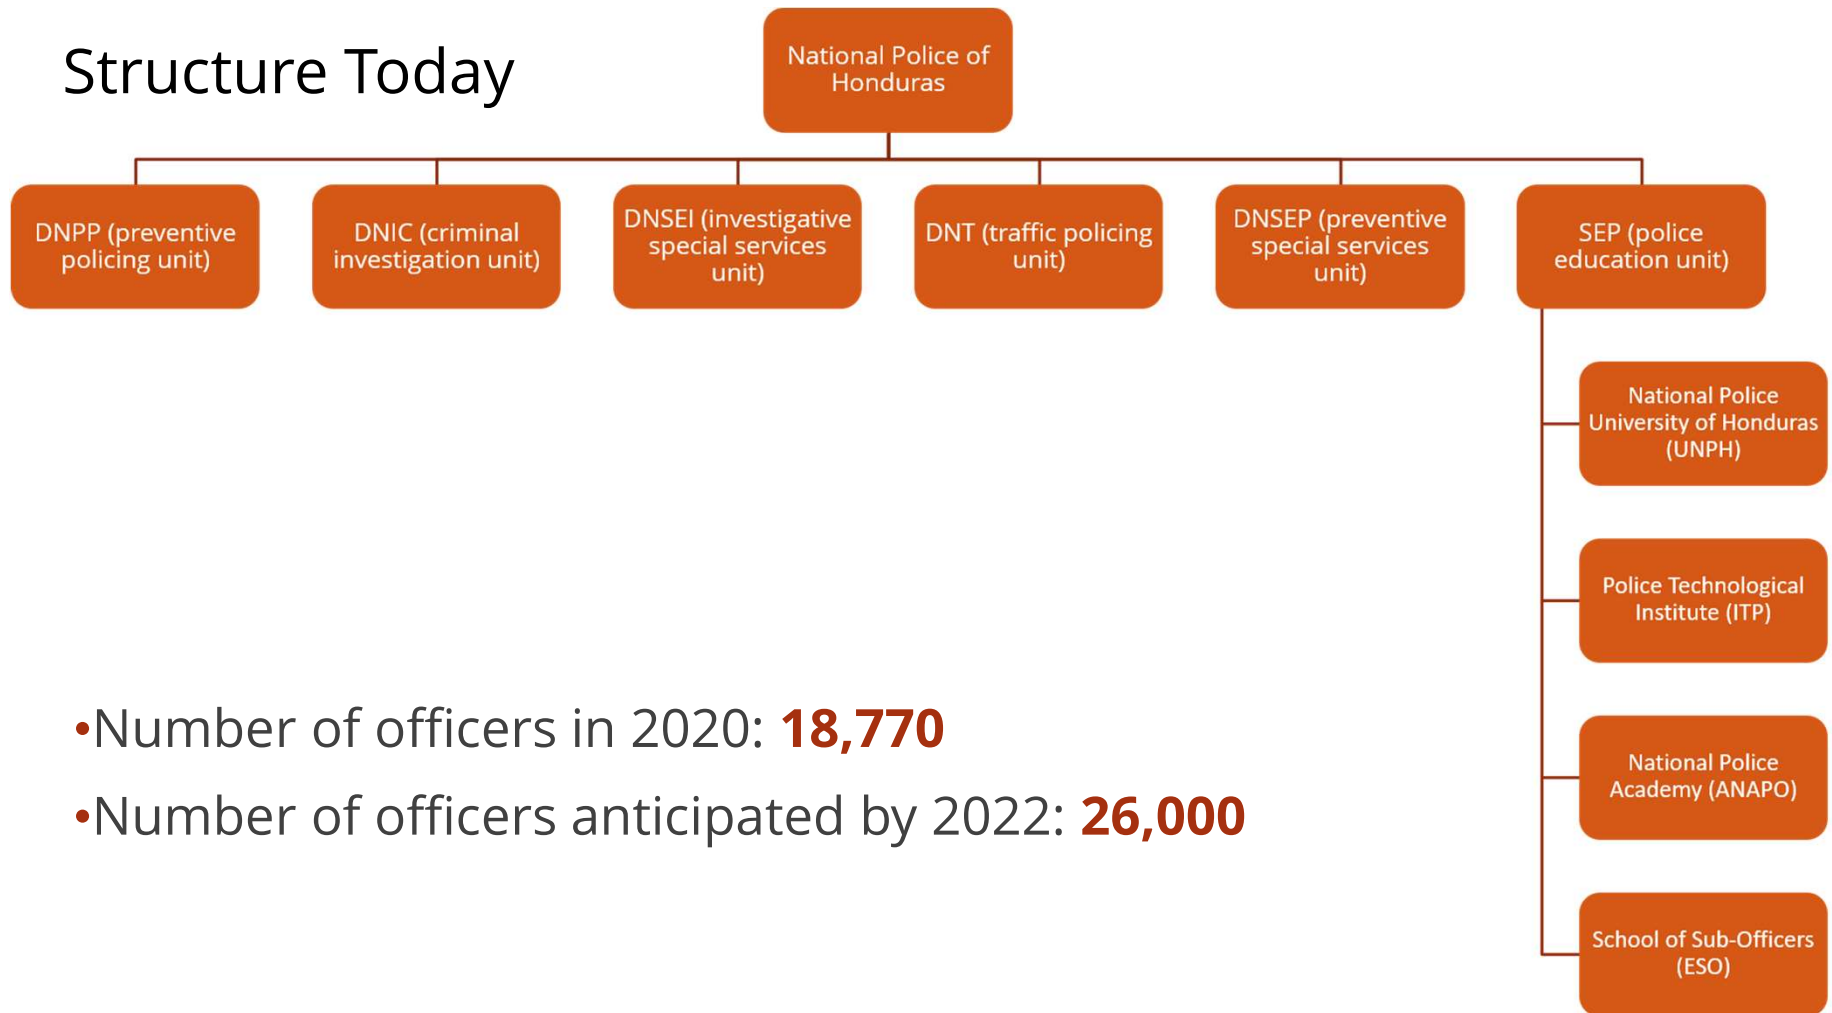 Structure Today
National Police of
Honduras
DNPP (preventive
policing unit)
DNIC (criminal
investigation unit)
DNSEI (investigative
special services
unit)
DNT (traffic policing
unit)
DNSEP (preventive
special services
unit)
SEP (police
education unit)
National Police
University of Honduras
(UNPH)
Police Technological
Institute (ITP)
National Police
Academy (ANAPO)
School of Sub-Officers
(ESO)
•Number of officers in 2020: 18,770
•Number of officers anticipated by 2022: 26,000